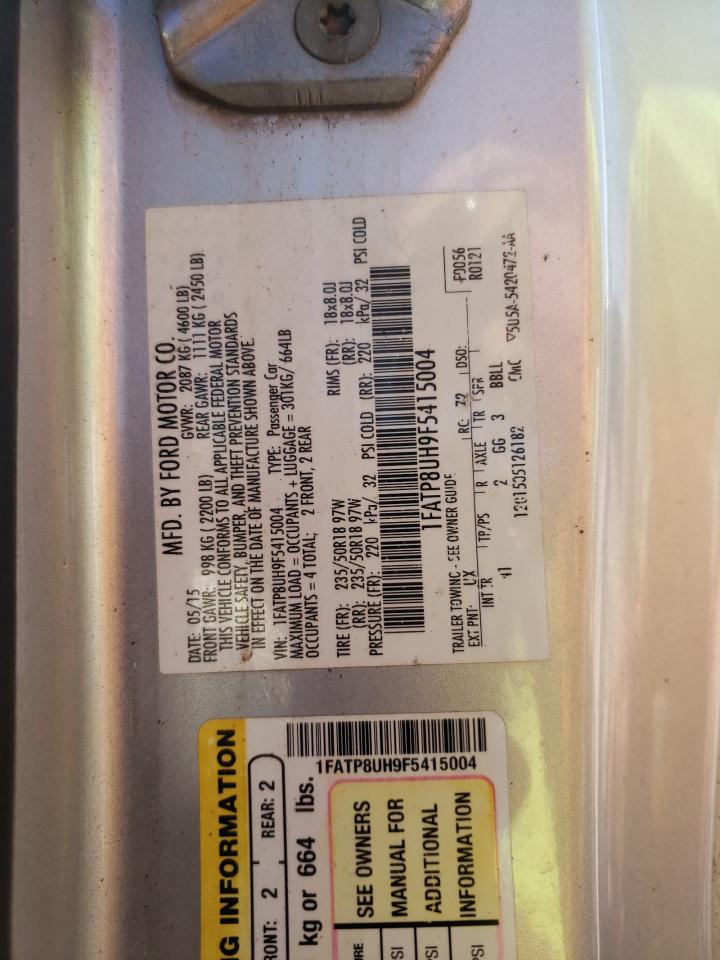 MFD. BY FORD MOTOR CO.
DATE: 05/15 GVWR: 2087 KG ( 4600 LB)
FRONT GAWR: 998 KG ( 2200 LB) REAR GAWR: 1111 KG ( 2450 LB)
THIS VEHICLE CONFORMS TO ALL APPLICABLE FEDERAL MOTOR
VEHICLE SAFETY, BUMPER, AND THEFT PREVENTION STANDARDS
IN EFFECT ON THE DATE OF MANUFACTURE SHOWN ABOVE.
VIN: 1FATP8UH9F5415004 TYPE: Passenger Car
MAXIMUM LOAD = OCCUPANTS + LUGGAGE = 301KG/ 664LB
OCCUPANTS = 4 TOTAL; 2 FRONT, 2 REAR
TIRE (FR): 235/50R18 97W RIMS (FR): 18x8.0J
(RR): 235/50R18 97W (RR): 18x8.0J
PRESSURE (FR): 220 kPa/ 32 PSI COLD (RR): 220 kPa/ 32 PSI COLD
1FATP8UH9F5415004
TRAILER TOWING - SEE OWNER GUIDE
F0056
EXT PNT: UX RC: 72 DSO: R0121
INT TR TP/PS R AXLE TR SPR
2 GG 3 BBLL
1201505126182 CMC 5U5A-5420472-AA
G INFORMATION
FRONT: 2 REAR: 2
kg or 664 lbs.
1FATP8UH9F5415004
SEE OWNERS
MANUAL FOR
ADDITIONAL
INFORMATION